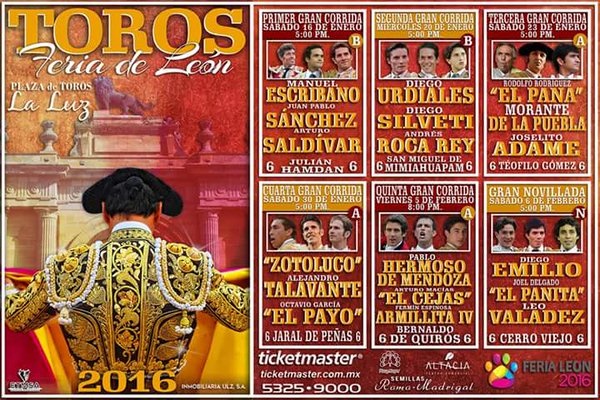 TOROS
Feria de León
PLAZA de TOROS
La Luz
2016
INMOBILIARIA ULZ, S.A.
PRIMER GRAN CORRIDA
SÁBADO 16 DE ENERO
5:00 PM.
B
MANUEL
ESCRIBANO
JUAN PABLO
SÁNCHEZ
ARTURO
SALDÍVAR
6 JULIÁN HAMDAN 6
SEGUNDA GRAN CORRIDA
MIÉRCOLES 20 DE ENERO
5:00 PM.
B
DIEGO
URDIALES
DIEGO
SILVETI
ANDRÉS
ROCA REY
6 SAN MIGUEL DE MIMIAHUAPAM 6
TERCERA GRAN CORRIDA
SÁBADO 23 DE ENERO
5:00 PM.
A
RODOLFO RODRÍGUEZ
"EL PANA"
MORANTE
DE LA PUEBLA
JOSELITO
ADAME
6 TEÓFILO GÓMEZ 6
CUARTA GRAN CORRIDA
SÁBADO 30 DE ENERO
5:00 PM.
A
"ZOTOLUCO"
ALEJANDRO
TALAVANTE
OCTAVIO GARCÍA
"EL PAYO"
6 JARAL DE PEÑAS 6
QUINTA GRAN CORRIDA
VIERNES 5 DE FEBRERO
8:00 PM.
A
PABLO
HERMOSO
DE MENDOZA
ARTURO MACÍAS
"EL CEJAS"
FERMÍN ESPINOSA
ARMILLITA IV
6 BERNALDO DE QUIRÓS 6
GRAN NOVILLADA
SÁBADO 6 DE FEBRERO
5:00 PM.
N
DIEGO
EMILIO
JOEL DELGADO
"EL PANITA"
LEO
VALADEZ
6 CERRO VIEJO 6
ticketmaster®
ticketmaster.com.mx
5325-9000
ALTACIA
SEMILLAS
Roma-Madrigal
FERIA LEÓN
2016